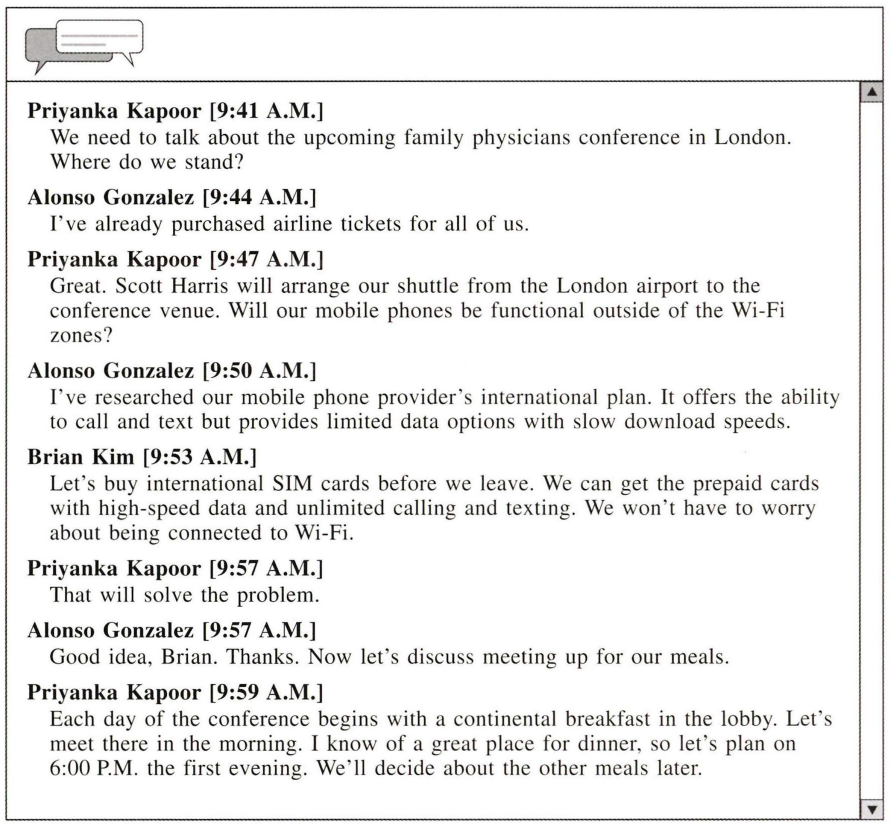 Priyanka Kapoor [9:41 A.M.]
We need to talk about the upcoming family physicians conference in London.
Where do we stand?
Alonso Gonzalez [9:44 A.M.]
I've already purchased airline tickets for all of us.
Priyanka Kapoor [9:47 A.M.]
Great. Scott Harris will arrange our shuttle from the London airport to the
conference venue. Will our mobile phones be functional outside of the Wi-Fi
zones?
Alonso Gonzalez [9:50 A.M.]
I've researched our mobile phone provider's international plan. It offers the ability
to call and text but provides limited data options with slow download speeds.
Brian Kim [9:53 A.M.]
Let's buy international SIM cards before we leave. We can get the prepaid cards
with high-speed data and unlimited calling and texting. We won't have to worry
about being connected to Wi-Fi.
Priyanka Kapoor [9:57 A.M.]
That will solve the problem.
Alonso Gonzalez [9:57 A.M.]
Good idea, Brian. Thanks. Now let's discuss meeting up for our meals.
Priyanka Kapoor [9:59 A.M.]
Each day of the conference begins with a continental breakfast in the lobby. Let's
meet there in the morning. I know of a great place for dinner, so let's plan on
6:00 P.M. the first evening. We'll decide about the other meals later.